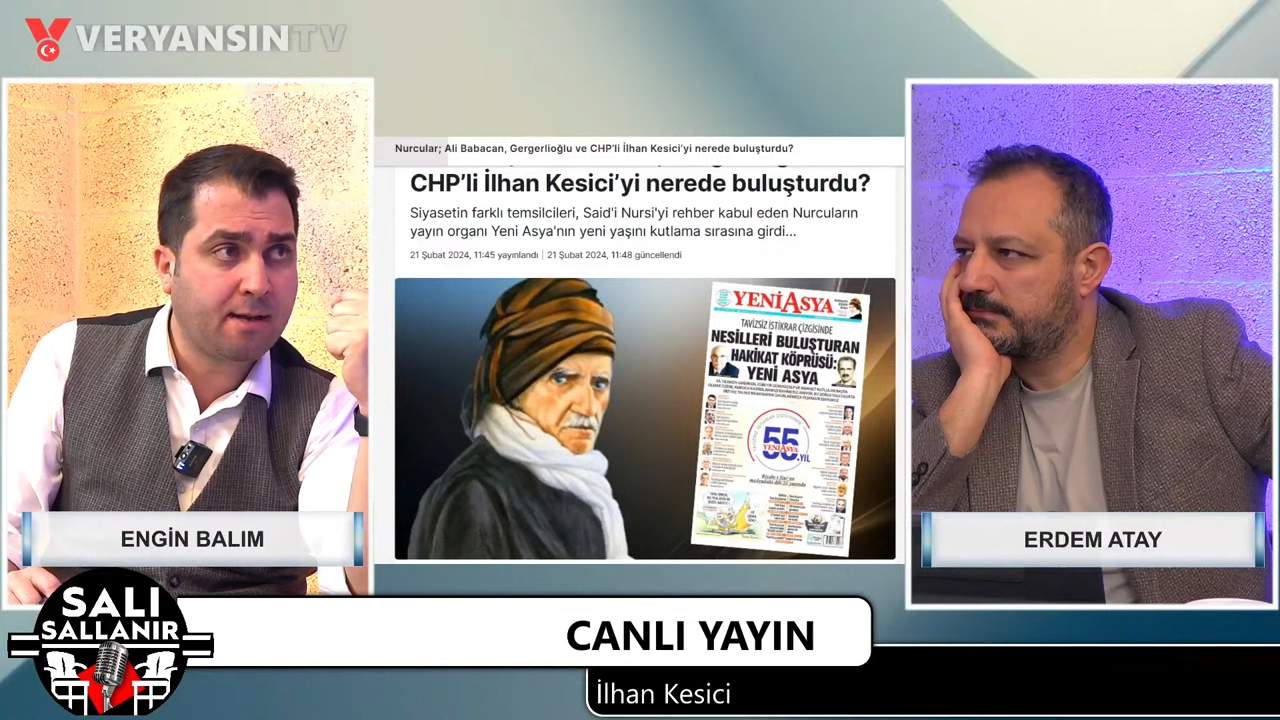 VERYANSINTV
Nurcular; Ali Babacan, Gergerlioğlu ve CHP'li İlhan Kesici'yi nerede buluşturdu?
CHP'li İlhan Kesici'yi nerede buluşturdu?
Siyasetin farklı temsilcileri, Said'i Nursi'yi rehber kabul eden Nurcuların
yayın organı Yeni Asya'nın yeni yaşını kutlama sırasına girdi...
21 Şubat 2024, 11:45 yayınlandı | 21 Şubat 2024, 11:48 güncellendi
YENİASYA
TAVİZSİZ İSTİKRAR ÇİZGİSİNDE
NESİLLERİ BULUŞTURAN
HAKİKAT KÖPRÜSÜ:
YENİ ASYA
55
YENİASYA
YIL
ENGİN BALIM
ERDEM ATAY
SALI
SALLANIR
CANLI YAYIN
İlhan Kesici